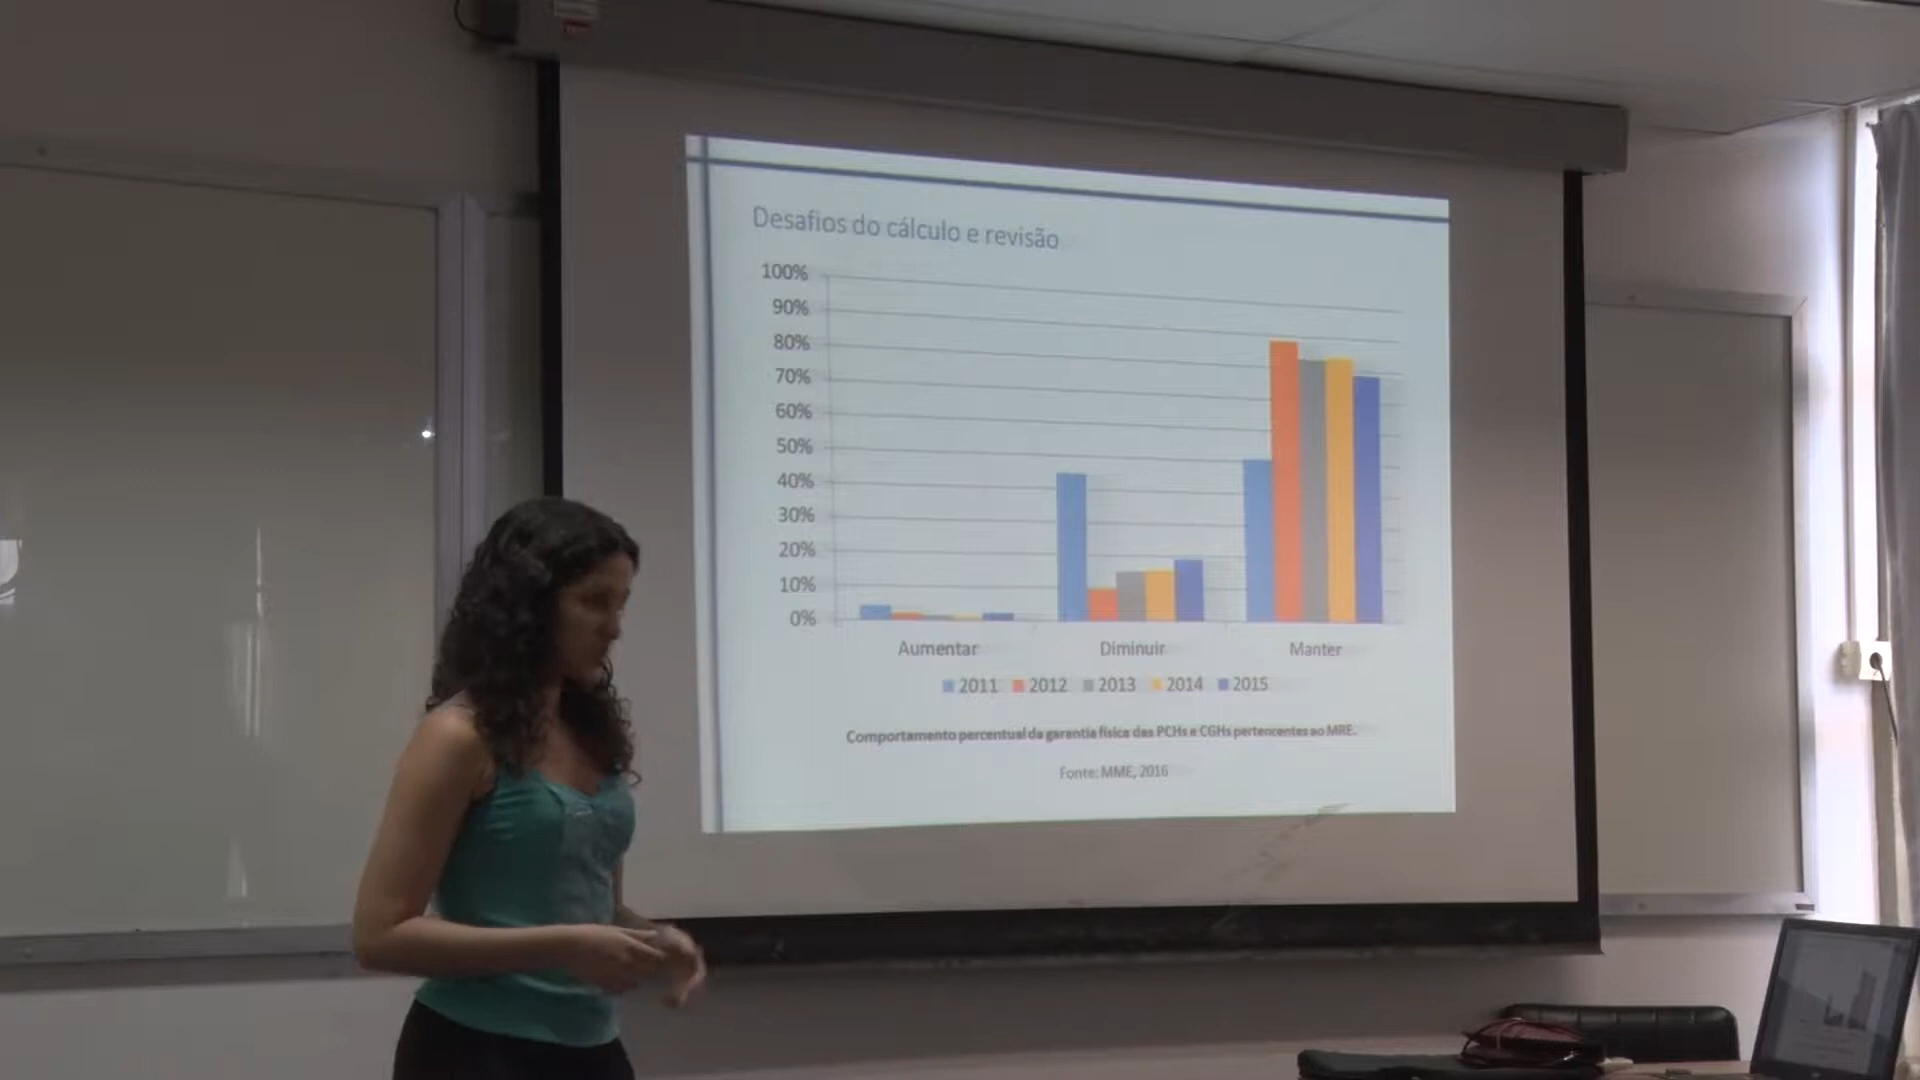 Desafios do cálculo e revisão
100%
90%
80%
70%
60%
50%
40%
30%
20%
10%
0%
Aumentar Diminuir Manter
2011 2012 2013 2014 2015
Comportamento percentual da garantia física das PCHs e CGHs pertencentes ao MRE.
Fonte: MME, 2016